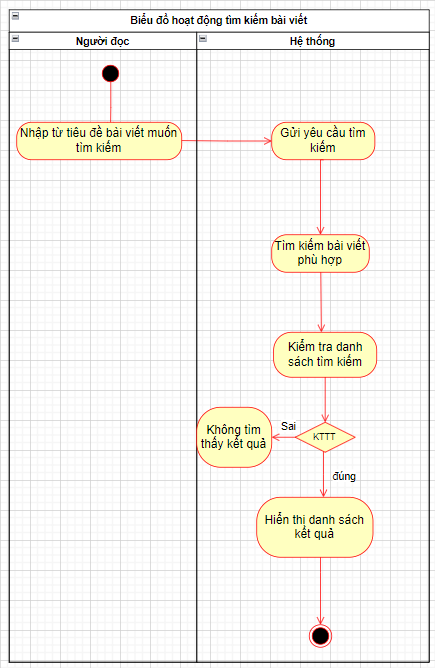 Biểu đồ hoạt động tìm kiếm bài viết
Người đọc
Hệ thống
Nhập từ tiêu đề bài viết muốn
tìm kiếm
Gửi yêu cầu tìm
kiếm
Tìm kiếm bài viết
phù hợp
Kiểm tra danh
sách tìm kiếm
KTTT
Sai
Không tìm
thấy kết quả
đúng
Hiển thị danh sách
kết quả